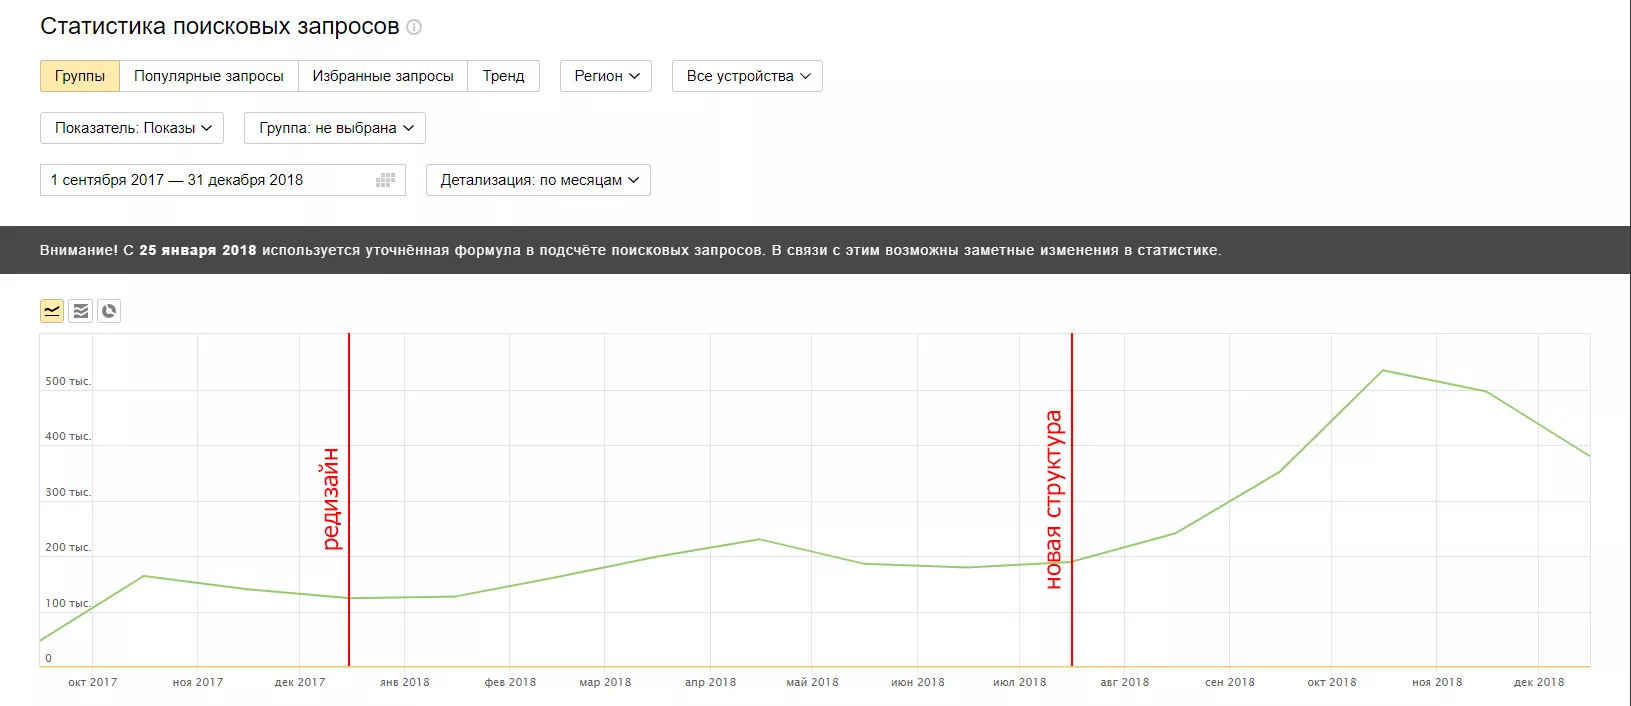 Статистика поисковых запросов
Группы Популярные запросы Избранные запросы Тренд Регион Все устройства
Показатель: Показы Группа: не выбрана
1 сентября 2017 — 31 декабря 2018 Детализация: по месяцам
Внимание! С 25 января 2018 используется уточнённая формула в подсчёте поисковых запросов. В связи с этим возможны заметные изменения в статистике.
500 тыс.
400 тыс.
300 тыс.
200 тыс.
100 тыс.
0
редизайн
новая структура
окт 2017 ноя 2017 дек 2017 янв 2018 фев 2018 мар 2018 апр 2018 май 2018 июн 2018 июл 2018 авг 2018 сен 2018 окт 2018 ноя 2018 дек 2018